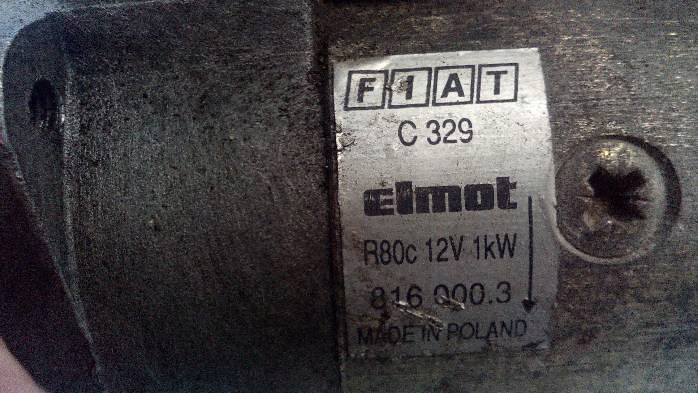 FIAT
C 329
elmot
R80c 12V 1kW
816 000.3
MADE IN POLAND